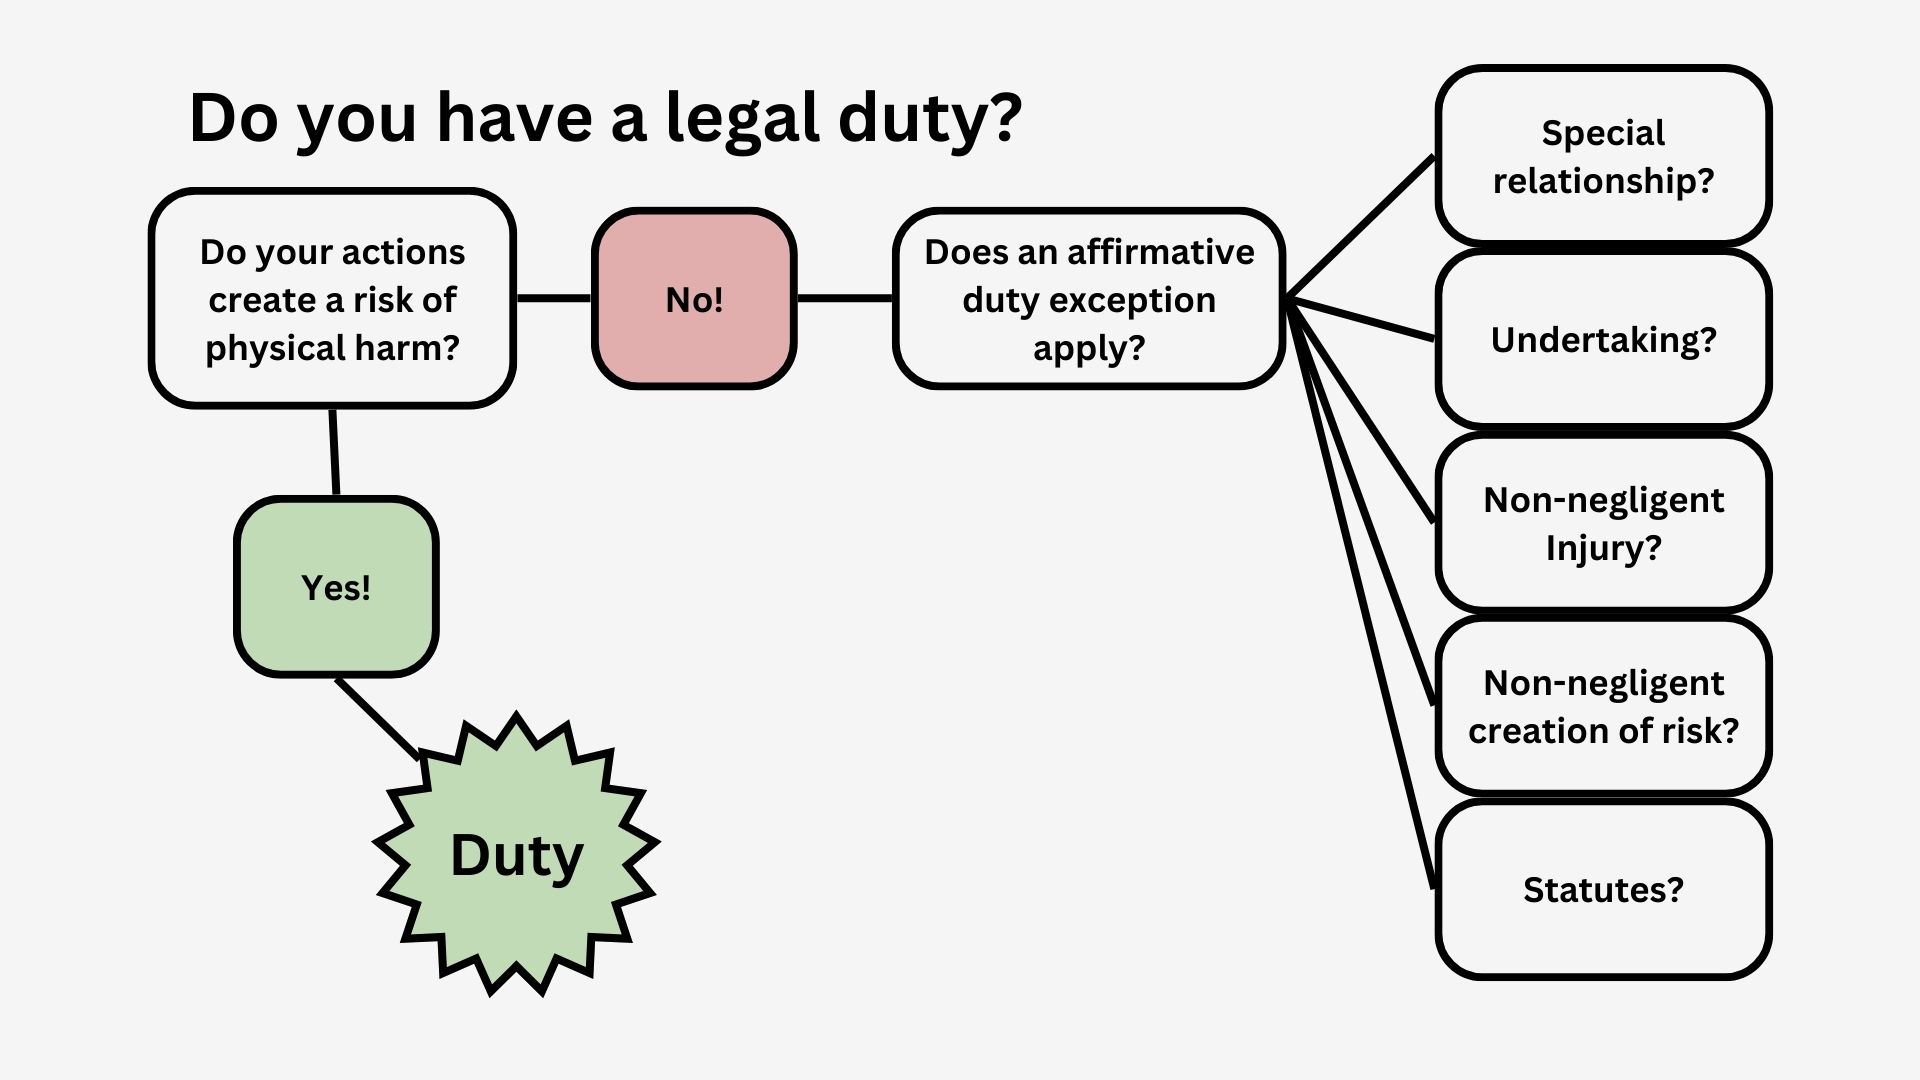 Do you have a legal duty?
Do your actions
create a risk of
physical harm?
No!
Does an affirmative
duty exception
apply?
Special
relationship?
Undertaking?
Non-negligent
Injury?
Non-negligent
creation of risk?
Statutes?
Yes!
Duty